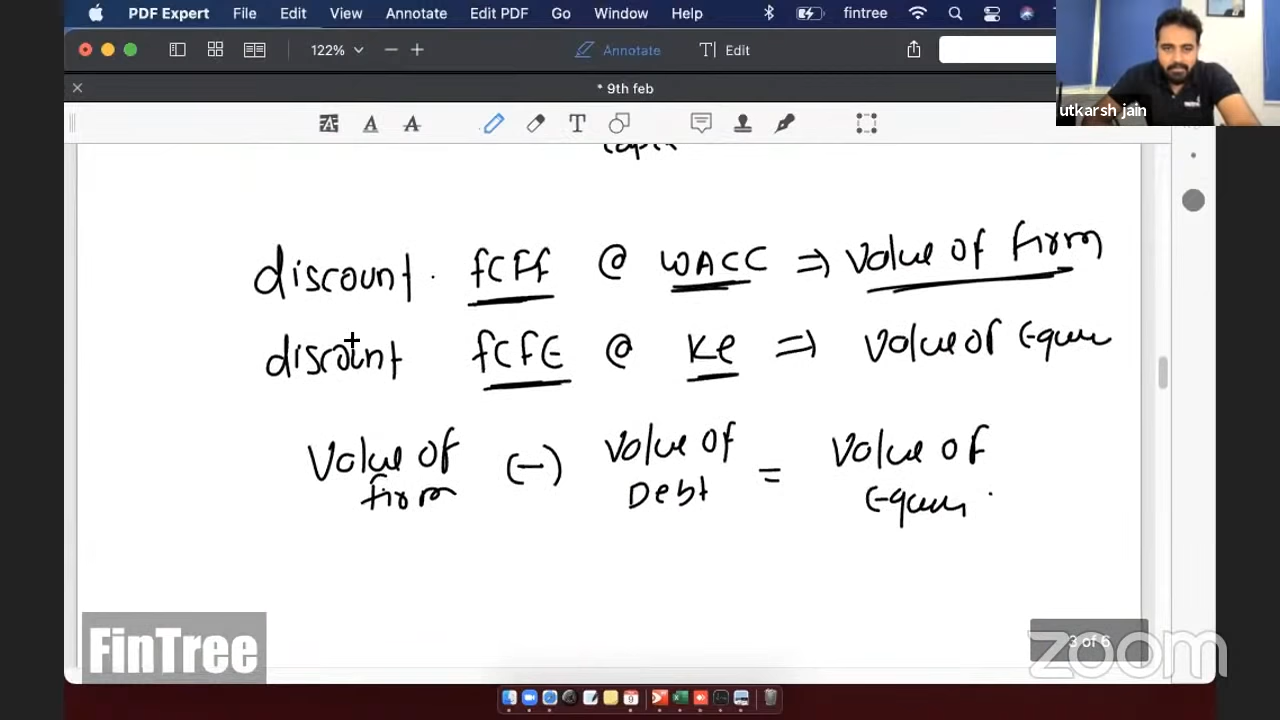 PDF Expert File Edit View Annotate Edit PDF Go Window Help fintree
122% Annotate T| Edit
utkarsh jain
* 9th feb
discount. fCFf @ WACC => Value of firm
discount fCfE @ Ke => Value of Equ
Value of (-) Value of = Value of
firm Debt Equ
FinTree
3 of 6
zoom